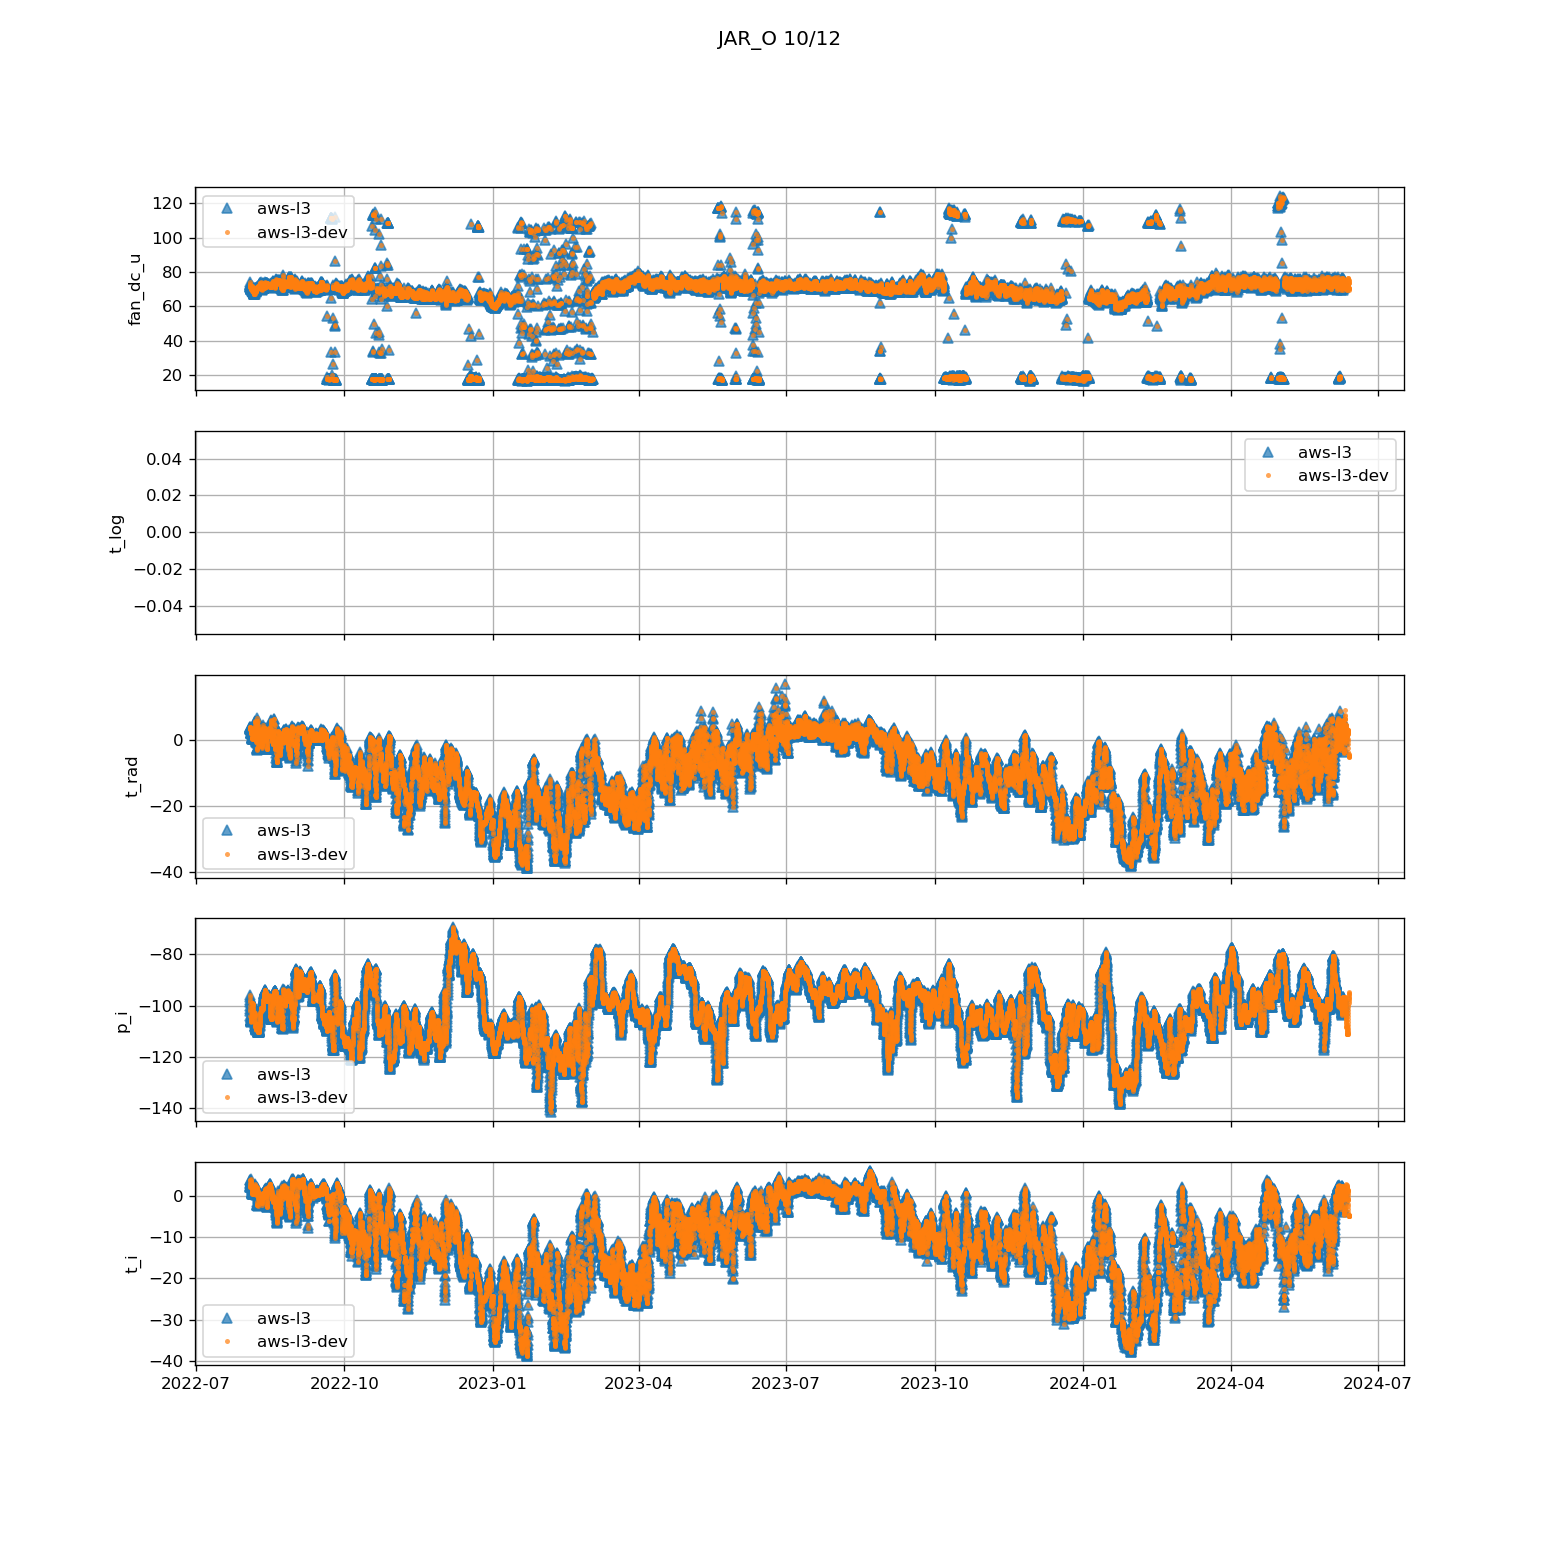 JAR_O 10/12
120
100
80
60
40
20
fan_dc_u
aws-l3
aws-l3-dev
0.04
0.02
0.00
−0.02
−0.04
t_log
aws-l3
aws-l3-dev
0
−20
−40
t_rad
aws-l3
aws-l3-dev
−80
−100
−120
−140
p_i
aws-l3
aws-l3-dev
0
−10
−20
−30
−40
t_i
aws-l3
aws-l3-dev
2022-07 2022-10 2023-01 2023-04 2023-07 2023-10 2024-01 2024-04 2024-07